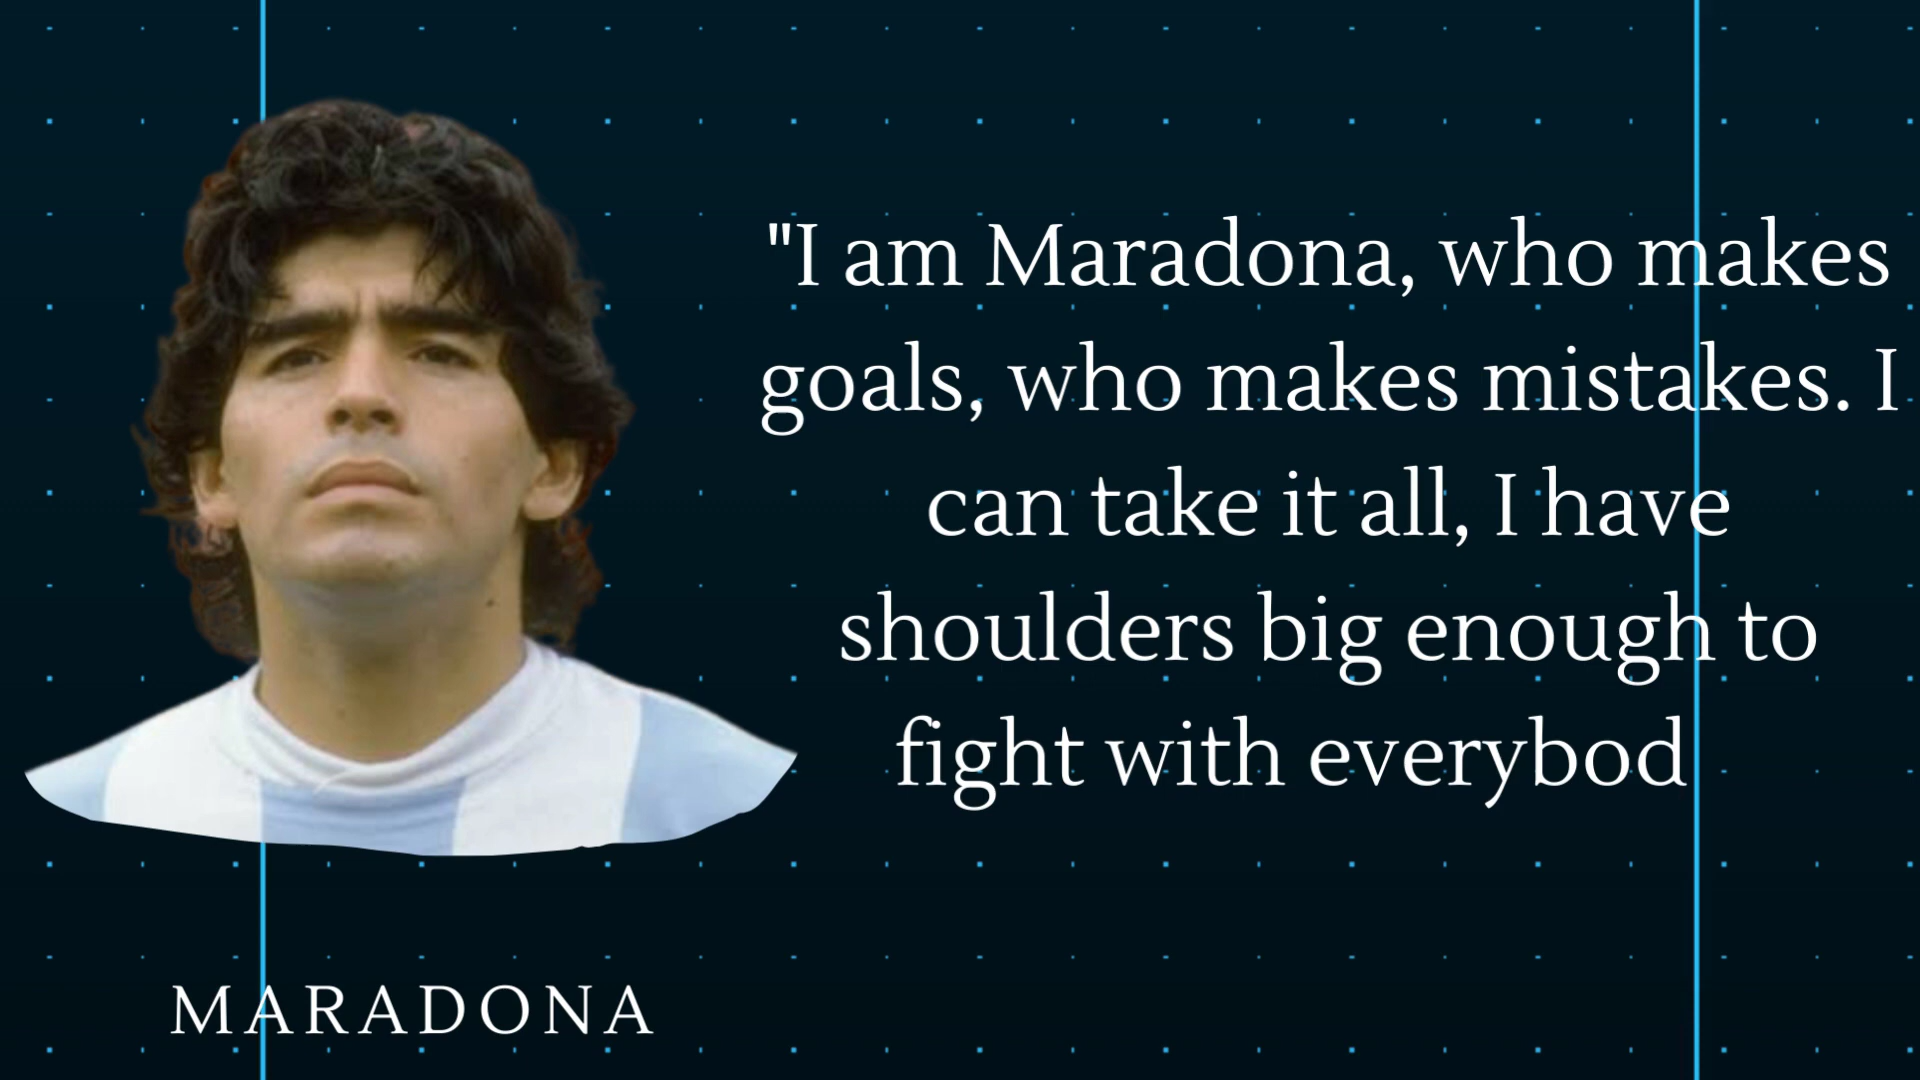 "I am Maradona, who makes
goals, who makes mistakes. I
can take it all, I have
shoulders big enough to
fight with everybod
MARADONA